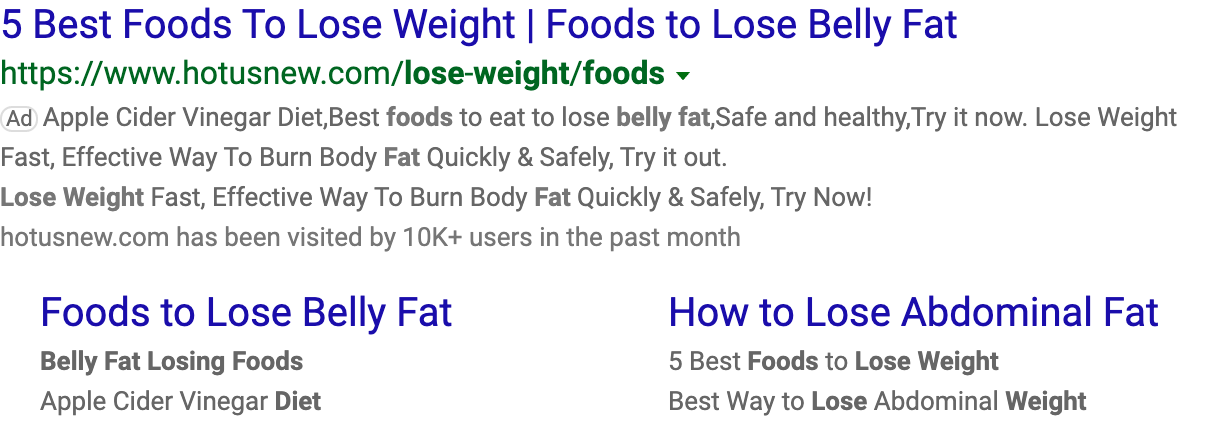 5 Best Foods To Lose Weight | Foods to Lose Belly Fat
https://www.hotusnew.com/lose-weight/foods
Ad Apple Cider Vinegar Diet,Best foods to eat to lose belly fat,Safe and healthy,Try it now. Lose Weight
Fast, Effective Way To Burn Body Fat Quickly & Safely, Try it out.
Lose Weight Fast, Effective Way To Burn Body Fat Quickly & Safely, Try Now!
hotusnew.com has been visited by 10K+ users in the past month
Foods to Lose Belly Fat
Belly Fat Losing Foods
Apple Cider Vinegar Diet
How to Lose Abdominal Fat
5 Best Foods to Lose Weight
Best Way to Lose Abdominal Weight